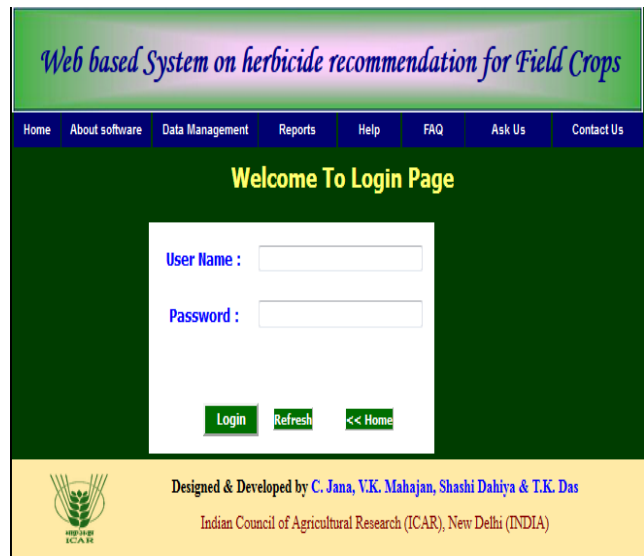 Web based System on herbicide recommendation for Field Crops
Home About software Data Management Reports Help FAQ Ask Us Contact Us
Welcome To Login Page
User Name :
Password :
Login Refresh << Home
Designed & Developed by C. Jana, V.K. Mahajan, Shashi Dahiya & T.K. Das
Indian Council of Agricultural Research (ICAR), New Delhi (INDIA)
ICAR